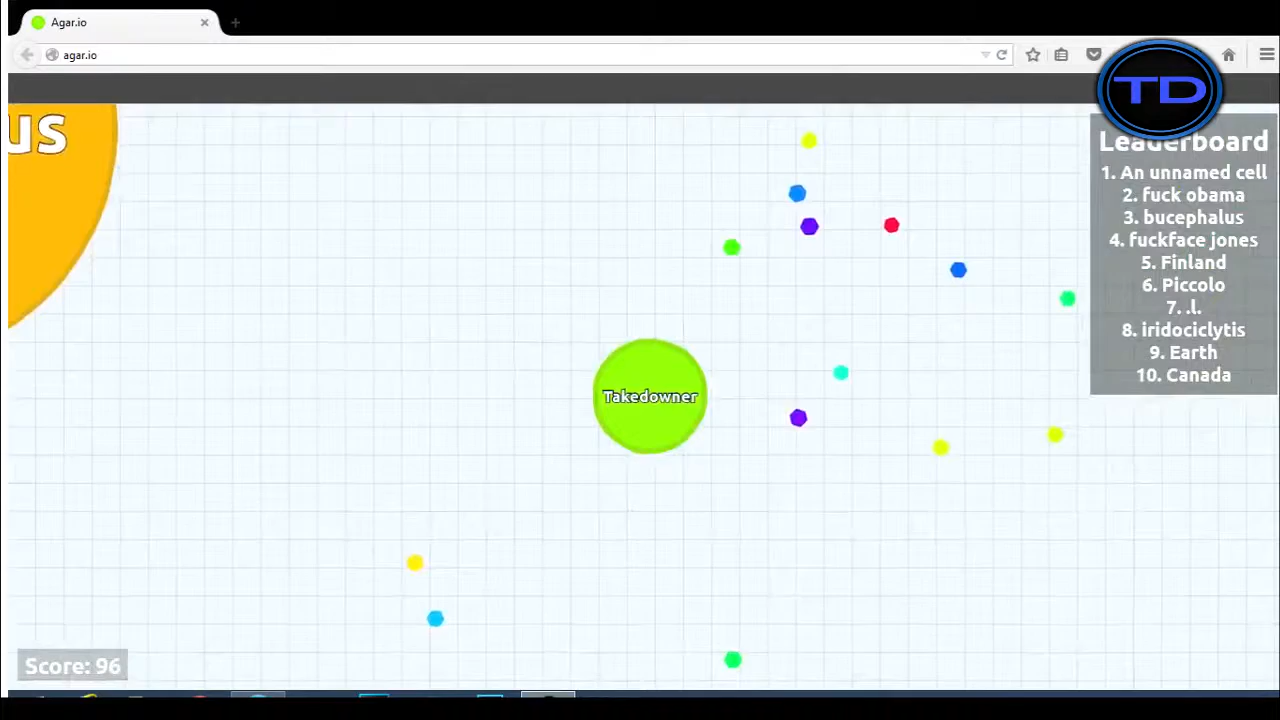 Agar.io
agar.io
TD
us
Leaderboard
1. An unnamed cell
2. fuck obama
3. bucephalus
4. fuckface jones
5. Finland
6. Piccolo
7. .l.
8. iridociclytis
9. Earth
10. Canada
Takedowner
Score: 96